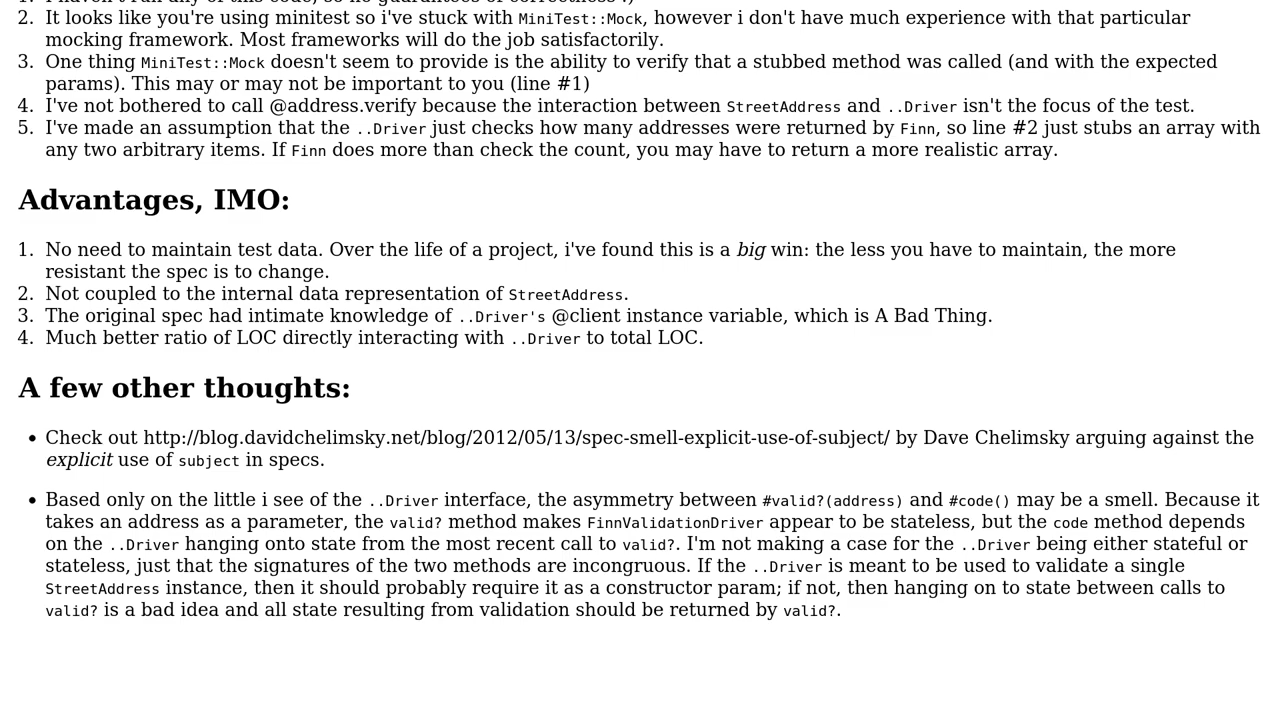 2. It looks like you're using minitest so i've stuck with MiniTest::Mock, however i don't have much experience with that particular
mocking framework. Most frameworks will do the job satisfactorily.
3. One thing MiniTest::Mock doesn't seem to provide is the ability to verify that a stubbed method was called (and with the expected
params). This may or may not be important to you (line #1)
4. I've not bothered to call @address.verify because the interaction between StreetAddress and ..Driver isn't the focus of the test.
5. I've made an assumption that the ..Driver just checks how many addresses were returned by Finn, so line #2 just stubs an array with
any two arbitrary items. If Finn does more than check the count, you may have to return a more realistic array.
Advantages, IMO:
1. No need to maintain test data. Over the life of a project, i've found this is a big win: the less you have to maintain, the more
resistant the spec is to change.
2. Not coupled to the internal data representation of StreetAddress.
3. The original spec had intimate knowledge of ..Driver's @client instance variable, which is A Bad Thing.
4. Much better ratio of LOC directly interacting with ..Driver to total LOC.
A few other thoughts:
• Check out http://blog.davidchelimsky.net/blog/2012/05/13/spec-smell-explicit-use-of-subject/ by Dave Chelimsky arguing against the
explicit use of subject in specs.
• Based only on the little i see of the ..Driver interface, the asymmetry between #valid?(address) and #code() may be a smell. Because it
takes an address as a parameter, the valid? method makes FinnValidationDriver appear to be stateless, but the code method depends
on the ..Driver hanging onto state from the most recent call to valid?. I'm not making a case for the ..Driver being either stateful or
stateless, just that the signatures of the two methods are incongruous. If the ..Driver is meant to be used to validate a single
StreetAddress instance, then it should probably require it as a constructor param; if not, then hanging on to state between calls to
valid? is a bad idea and all state resulting from validation should be returned by valid?.